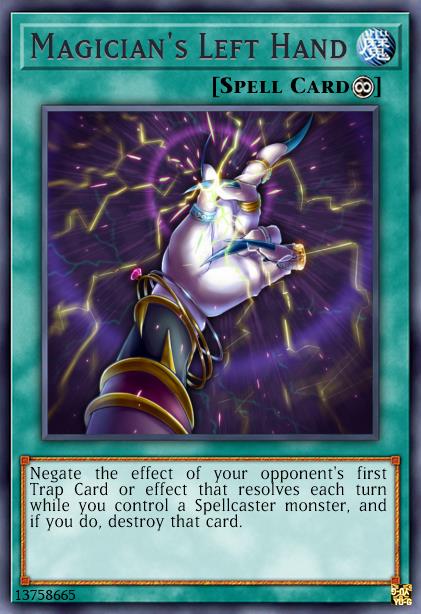 Magician's Left Hand
魔
[Spell Card♾]
Negate the effect of your opponent's first
Trap Card or effect that resolves each turn
while you control a Spellcaster monster, and
if you do, destroy that card.
13758665